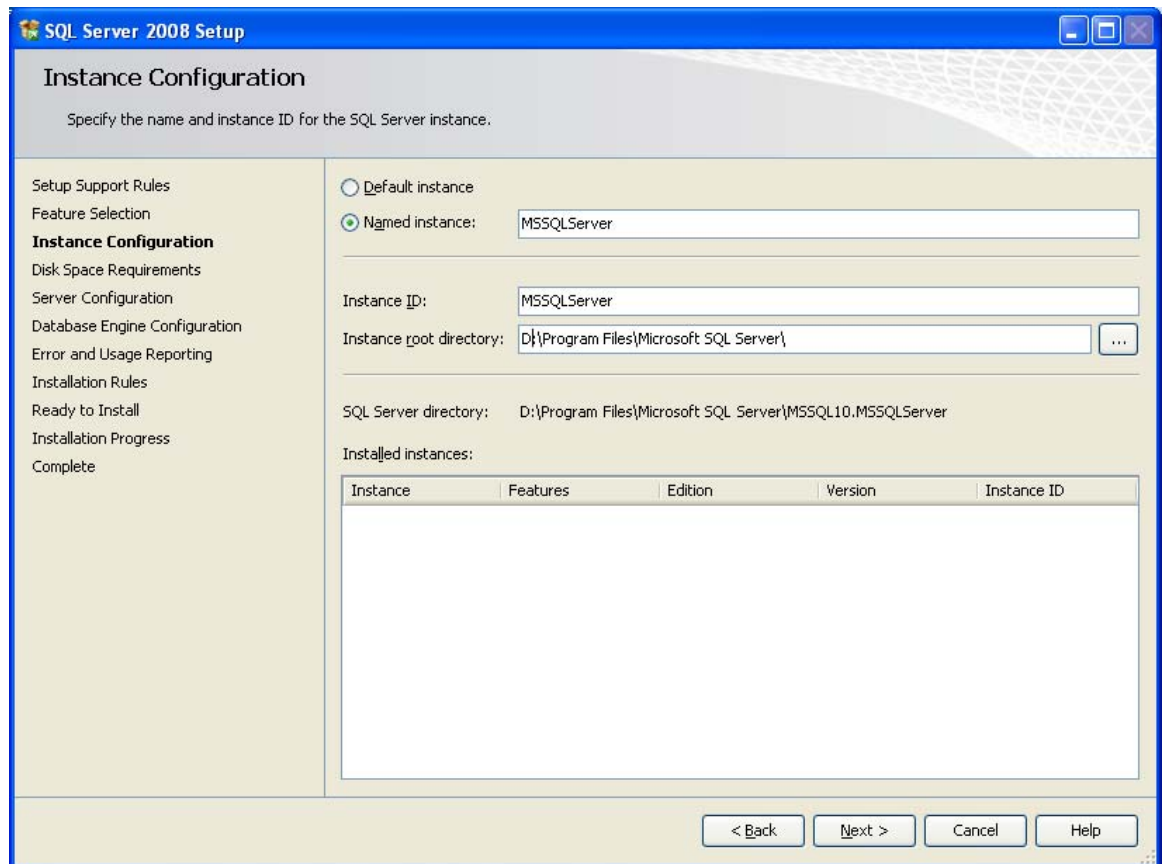 SQL Server 2008 Setup
Instance Configuration
Specify the name and instance ID for the SQL Server instance.
Setup Support Rules
Feature Selection
Instance Configuration
Disk Space Requirements
Server Configuration
Database Engine Configuration
Error and Usage Reporting
Installation Rules
Ready to Install
Installation Progress
Complete
Default instance
Named instance: MSSQLServer
Instance ID: MSSQLServer
Instance root directory: D:\Program Files\Microsoft SQL Server\ ...
SQL Server directory: D:\Program Files\Microsoft SQL Server\MSSQL10.MSSQLServer
Installed instances:
Instance Features Edition Version Instance ID
< Back Next > Cancel Help